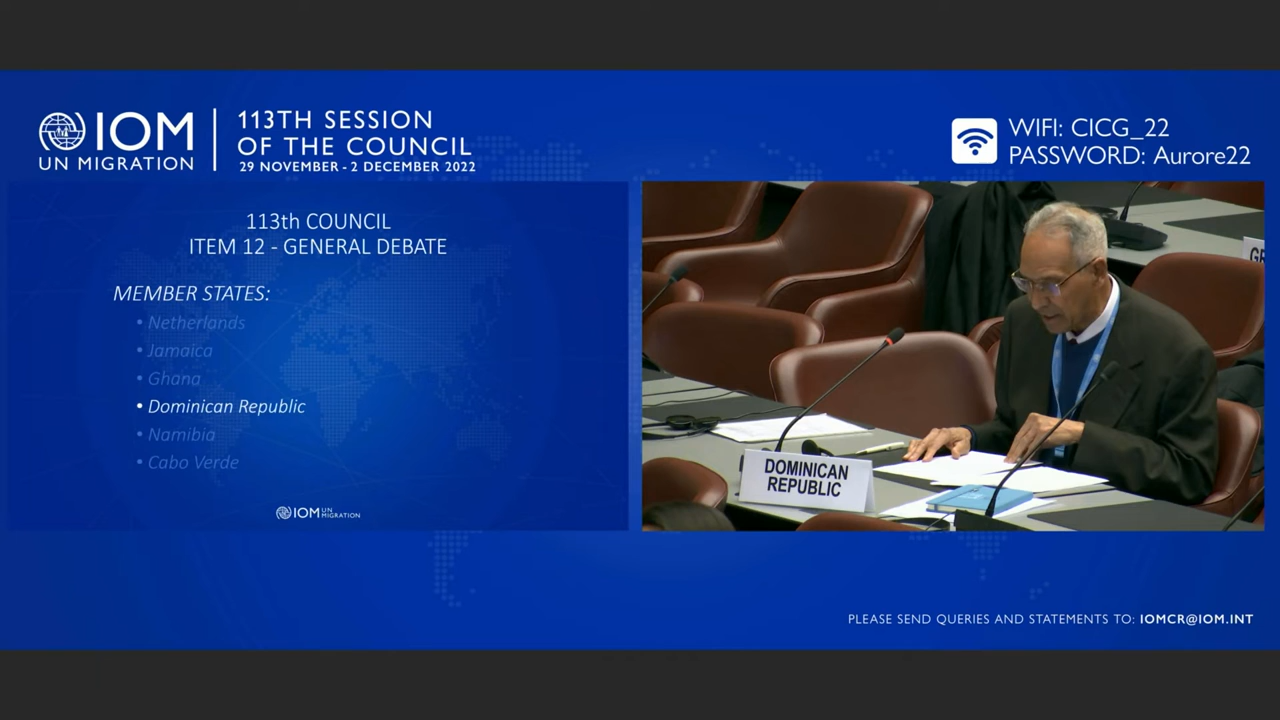 IOM
UN MIGRATION
113TH SESSION
OF THE COUNCIL
29 NOVEMBER - 2 DECEMBER 2022
WIFI: CICG_22
PASSWORD: Aurore22
113th COUNCIL
ITEM 12 - GENERAL DEBATE
MEMBER STATES:
• Netherlands
• Jamaica
• Ghana
• Dominican Republic
• Namibia
• Cabo Verde
IOM UN MIGRATION
DOMINICAN
REPUBLIC
PLEASE SEND QUERIES AND STATEMENTS TO: IOMCR@IOM.INT